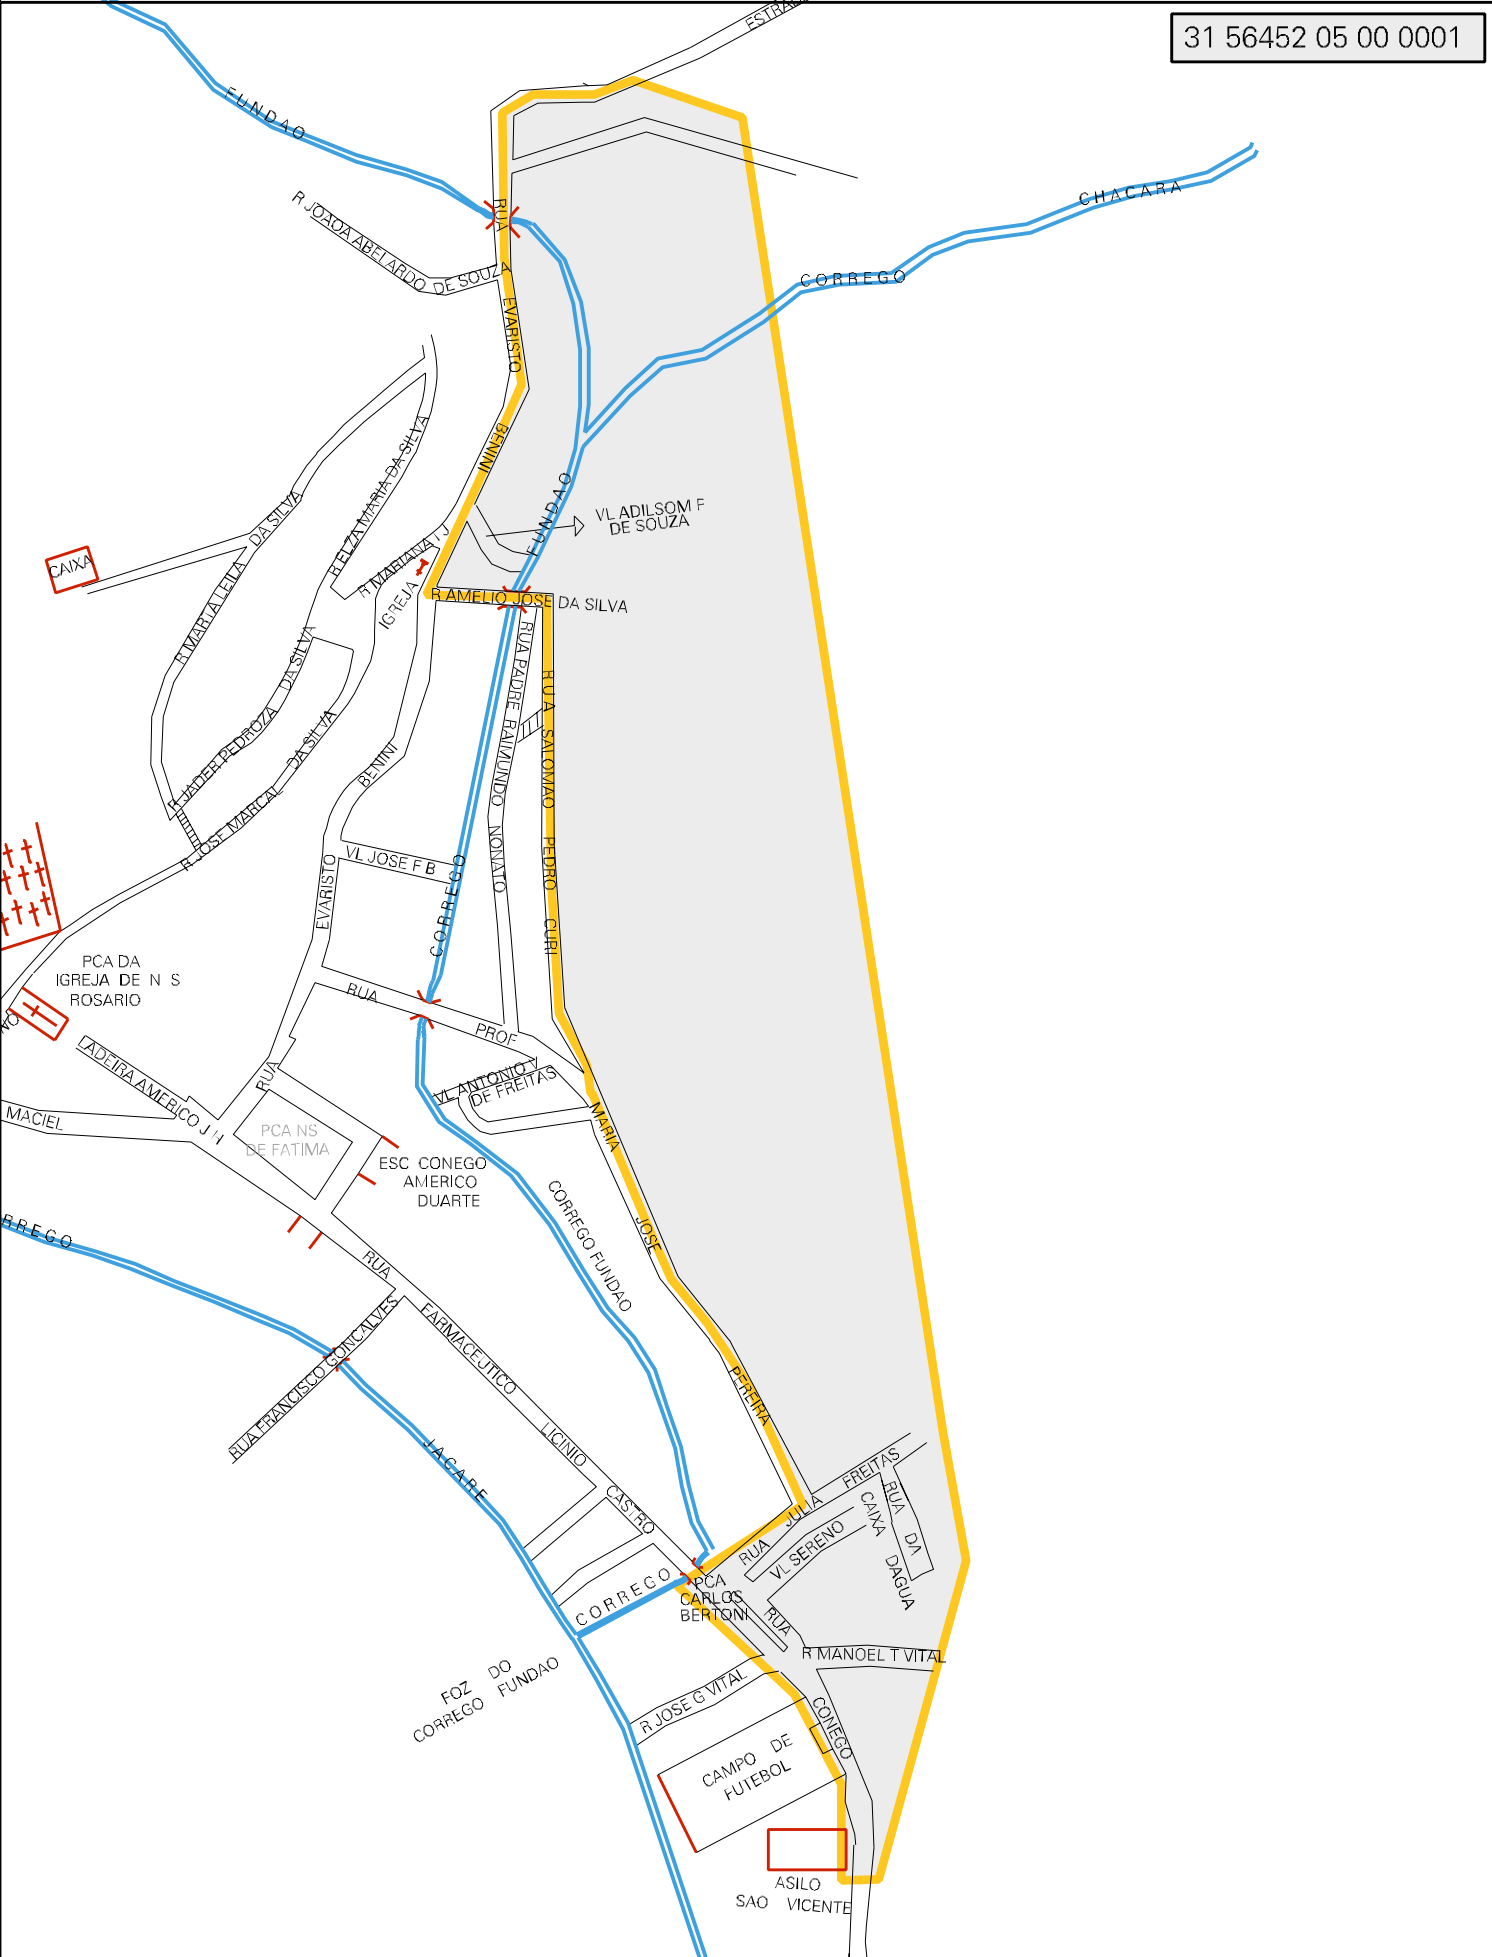 31 56452 05 00 0001
FUNDAO
CHACARA
CORREGO
RUA
R JOAOA ABELARDO DE SOUZA
EVARISTO
BENINI
FUNDAO
VL ADILSOM F
DE SOUZA
R ELZA MARIA DA SILVA
R MARIA LEILA DA SILVA
CAIXA
IGREJA
R AMELIO JOSE DA SILVA
RUA PADRE RAIMUNDO NONATO
RUA SALOMAO PEDRO CURI
R JADER PEDROZA DA SILVA
R JOSE MARCAL DA SILVA
BENINI
VL JOSE F B
EVARISTO
CORREGO
PCA DA
IGREJA DE N S
ROSARIO
RUA
PROF
LADEIRA AMERICO J H
RUA
VL ANTONIO V
DE FREITAS
MACIEL
PCA NS
DE FATIMA
ESC CONEGO
AMERICO
DUARTE
MARIA
JOSE
PEREIRA
CORREGO FUNDAO
RREGO
RUA
FARMACEUTICO
LICINIO
CASTRO
RUA FRANCISCO GONCALVES
JACARE
RUA JULIA FREITAS
VL SERENO
CAIXA DAGUA
RUA DA
CORREGO
PCA
CARLOS
BERTONI
RUA
R MANOEL T VITAL
FOZ DO
CORREGO FUNDAO
R JOSE G VITAL
CONEGO
CAMPO DE
FUTEBOL
ASILO
SAO VICENTE